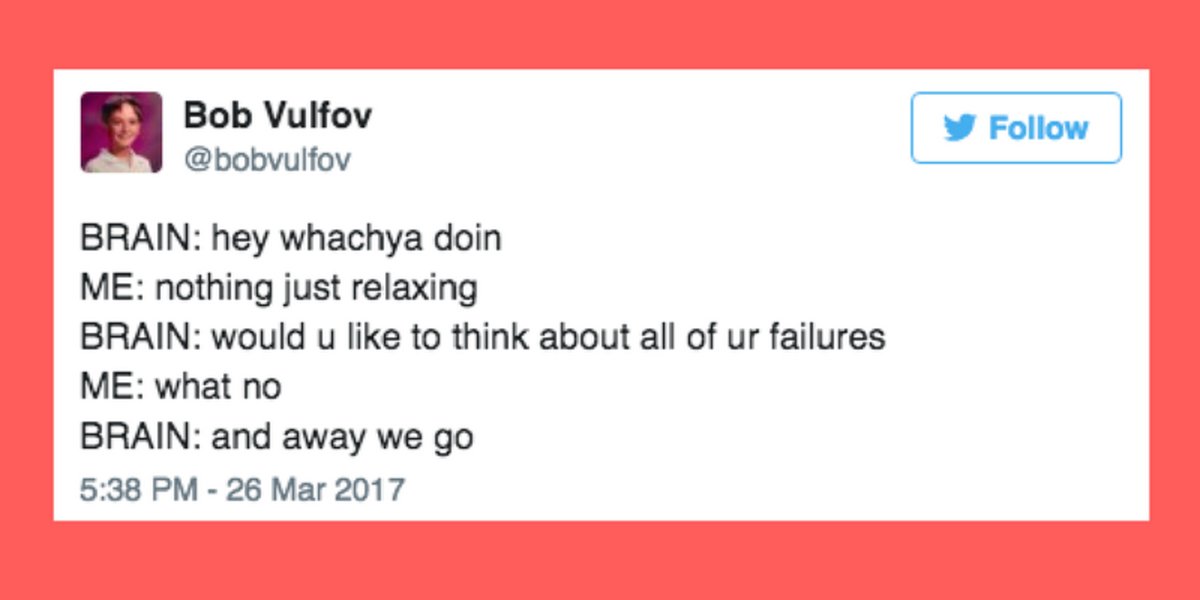 Bob Vulfov
@bobvulfov
Follow
BRAIN: hey whachya doin
ME: nothing just relaxing
BRAIN: would u like to think about all of ur failures
ME: what no
BRAIN: and away we go
5:38 PM - 26 Mar 2017